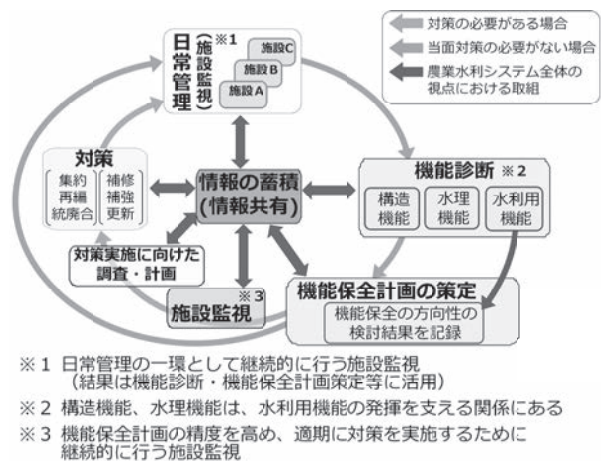 対策の必要がある場合
当面対策の必要がない場合
農業水利システム全体の
視点における取組
日常管理
(施設監視)
※1
施設C
施設B
施設A
対策
集約
再編
統廃合
補修
補強
更新
情報の蓄積
(情報共有)
機能診断 ※2
構造
機能
水理
機能
水利用
機能
対策実施に向けた
調査・計画
※3
施設監視
機能保全計画の策定
機能保全の方向性の
検討結果を記録
※1 日常管理の一環として継続的に行う施設監視
(結果は機能診断・機能保全計画策定等に活用)
※2 構造機能、水理機能は、水利用機能の発揮を支える関係にある
※3 機能保全計画の精度を高め、適期に対策を実施するために
継続的に行う施設監視